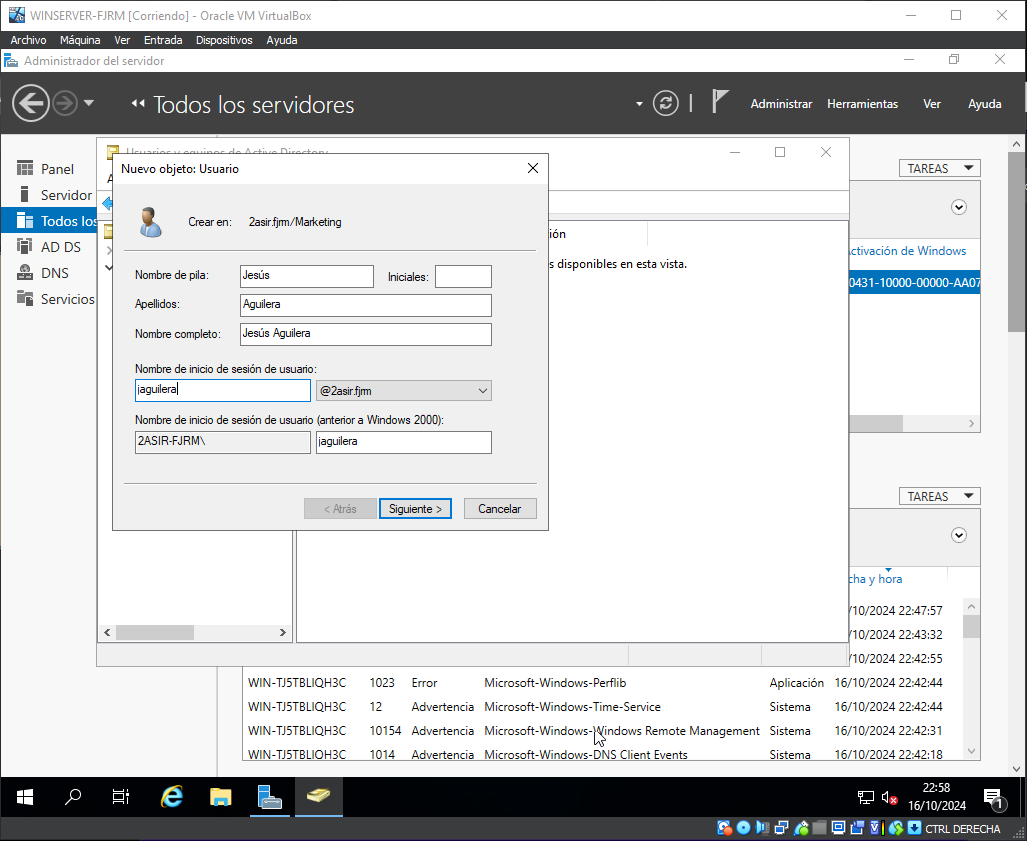 WINSERVER-FJRM [Corriendo] - Oracle VM VirtualBox
Archivo Máquina Ver Entrada Dispositivos Ayuda
Administrador del servidor
Todos los servidores
Administrar Herramientas Ver Ayuda
Usuarios y equipos de Active Directory
Nuevo objeto: Usuario
Panel
Servidor
Todos los
AD DS
DNS
Servicios
TAREAS
Crear en: 2asir.fjrm/Marketing
ión
s disponibles en esta vista.
Activación de Windows
0431-10000-00000-AA07
Nombre de pila: Jesús Iniciales:
Apellidos: Aguilera
Nombre completo: Jesús Aguilera
Nombre de inicio de sesión de usuario:
jaguilera @2asir.fjrm
Nombre de inicio de sesión de usuario (anterior a Windows 2000):
2ASIR-FJRM\ jaguilera
< Atrás Siguiente > Cancelar
TAREAS
cha y hora
/10/2024 22:47:57
/10/2024 22:43:32
/10/2024 22:42:55
WIN-TJ5TBLIQH3C 1023 Error Microsoft-Windows-Perflib Aplicación 16/10/2024 22:42:44
WIN-TJ5TBLIQH3C 12 Advertencia Microsoft-Windows-Time-Service Sistema 16/10/2024 22:42:44
WIN-TJ5TBLIQH3C 10154 Advertencia Microsoft-Windows-Windows Remote Management Sistema 16/10/2024 22:42:31
WIN-TJ5TBLIQH3C 1014 Advertencia Microsoft-Windows-DNS Client Events Sistema 16/10/2024 22:42:18
22:58
16/10/2024
1
CTRL DERECHA